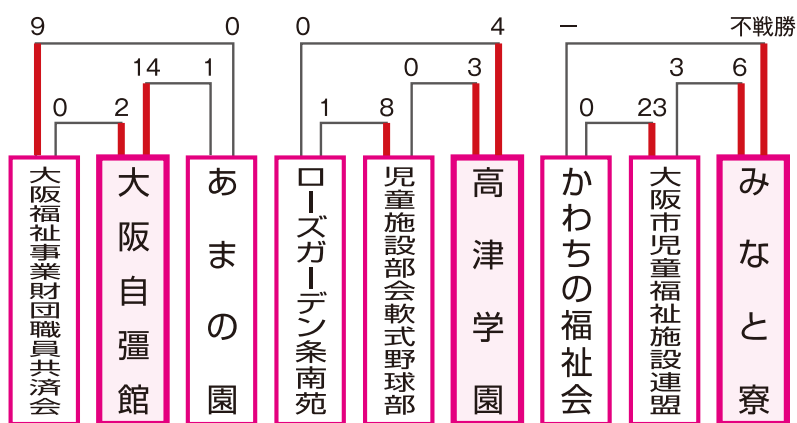 9 0 0 4 － 不戦勝
14 1 0 3 3 6
0 2 1 8 0 23
大阪福祉事業財団職員共済会
大阪自彊館
あまの園
ローズガーデン条南苑
児童施設部会軟式野球部
高津学園
かわちの福祉会
大阪市児童福祉施設連盟
みなと寮